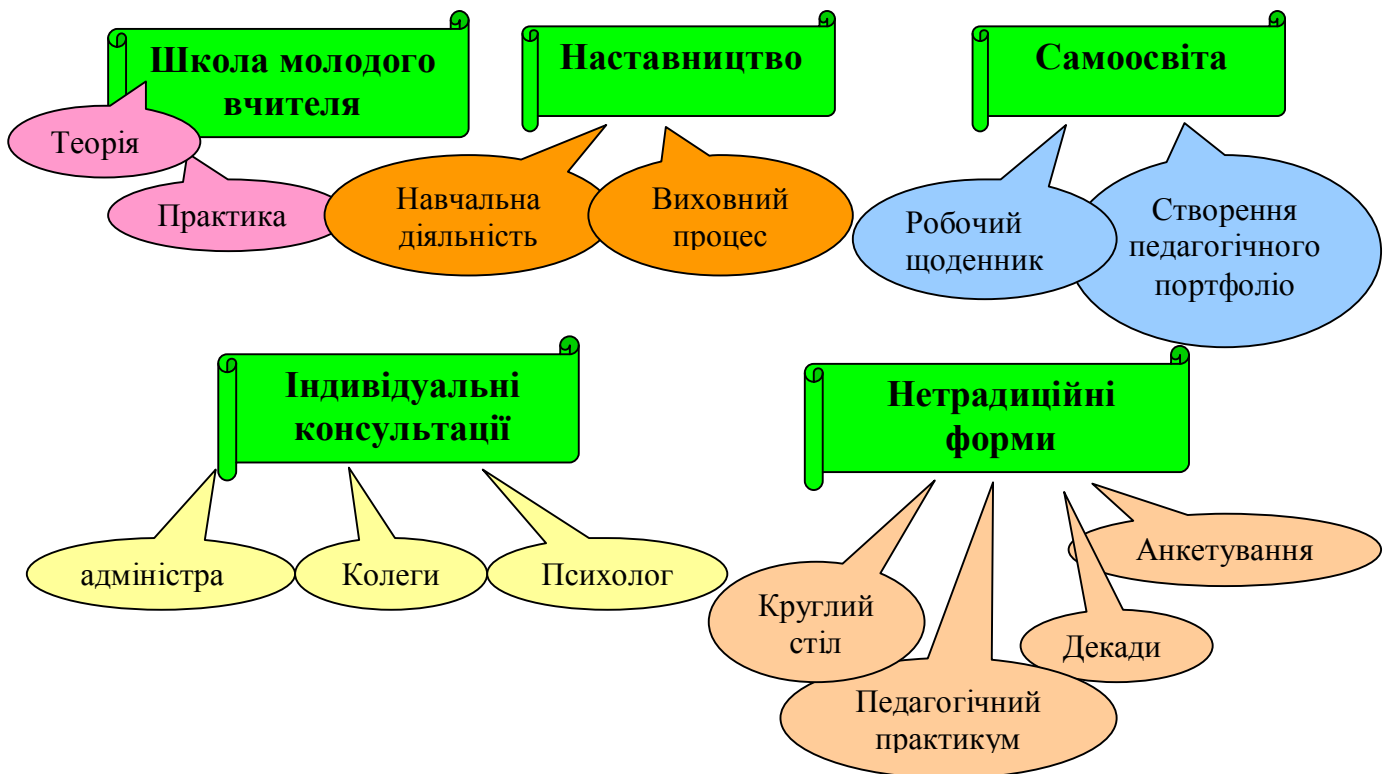 Школа молодого
вчителя
Теорія
Практика
Наставництво
Навчальна
діяльність
Виховний
процес
Самоосвіта
Робочий
щоденник
Створення
педагогічного
портфоліо
Індивідуальні
консультації
адміністра
Колеги
Психолог
Нетрадиційні
форми
Круглий
стіл
Педагогічний
практикум
Декади
Анкетування